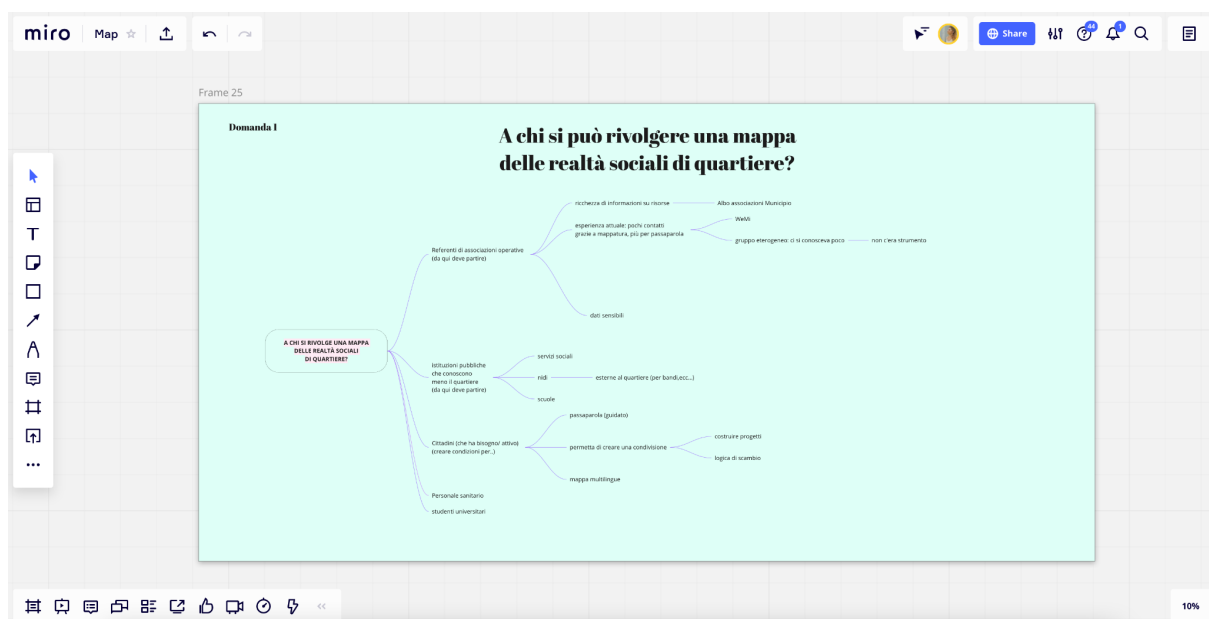 miro
Map
Share
44
1
Frame 25
Domanda 1
A chi si può rivolgere una mappa
delle realtà sociali di quartiere?
A CHI SI RIVOLGE UNA MAPPA
DELLE REALTÀ SOCIALI
DI QUARTIERE?
Referenti di associazioni operative
(da qui deve partire)
ricchezza di informazioni su risorse
Albo associazioni Municipio
esperienza attuale: pochi contatti
grazie a mappatura, più per passaparola
WeMi
gruppo eterogeneo: ci si conosceva poco
non c'era strumento
dati sensibili
istituzioni pubbliche
che conoscono
meno il quartiere
(da qui deve partire)
servizi sociali
nidi
esterne al quartiere (per bandi,ecc...)
scuole
Cittadini (che ha bisogno/ attivo)
(creare condizioni per..)
passaparola (guidato)
permetta di creare una condivisione
costruire progetti
logica di scambio
mappa multilingue
Personale sanitario
studenti universitari
10%